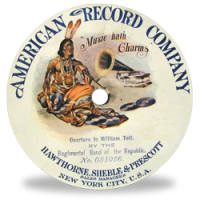 AMERICAN RECORD COMPANY
Music hath
Charms
Overture to William Tell.
BY THE
Regimental Band of the Republic.
No. 031026.
HAWTHORNE, SHEBLE & PRESCOTT
SALES MANAGERS
NEW YORK CITY, U.S.A.